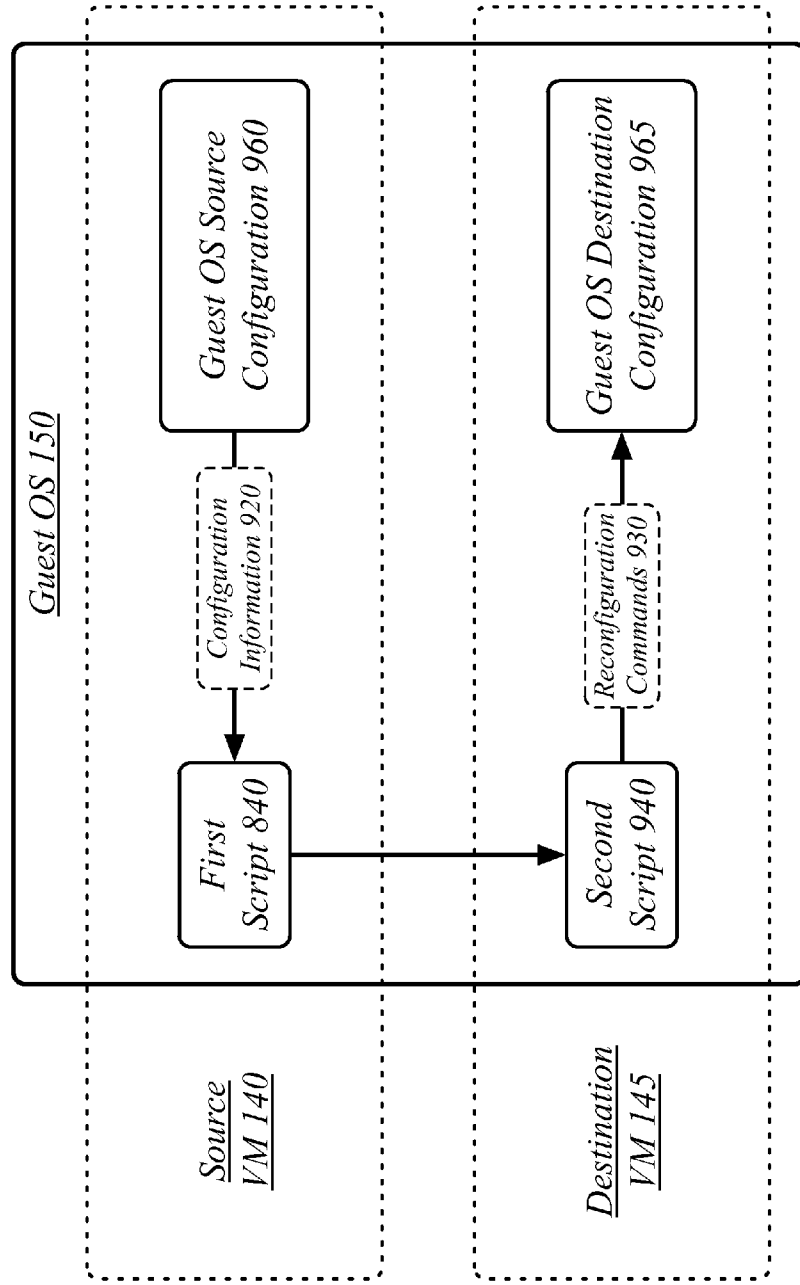 Guest OS 150
Source
VM 140
First
Script 840
Configuration
Information 920
Guest OS Source
Configuration 960
Destination
VM 145
Second
Script 940
Reconfiguration
Commands 930
Guest OS Destination
Configuration 965